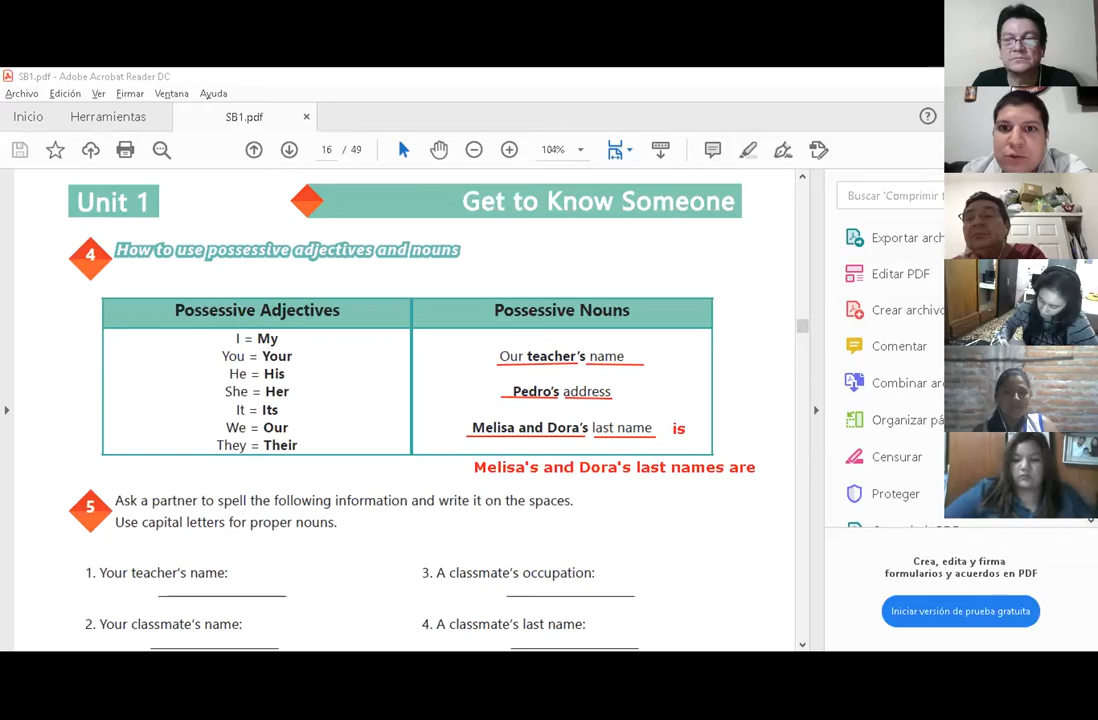 SB1.pdf - Adobe Acrobat Reader DC
Archivo Edición Ver Firmar Ventana Ayuda
Inicio Herramientas SB1.pdf ×
16 / 49 104%
Unit 1 Get to Know Someone
4 How to use possessive adjectives and nouns
Possessive Adjectives Possessive Nouns
I = My
You = Your Our teacher's name
He = His
She = Her Pedro's address
It = Its
We = Our Melisa and Dora's last name is
They = Their
Melisa's and Dora's last names are
5 Ask a partner to spell the following information and write it on the spaces.
Use capital letters for proper nouns.
1. Your teacher's name: 3. A classmate's occupation:
2. Your classmate's name: 4. A classmate's last name:
Buscar 'Comprimir
Exportar arch
Editar PDF
Crear archivo
Comentar
Combinar arc
Organizar pá
Censurar
Proteger
Crea, edita y firma
formularios y acuerdos en PDF
Iniciar versión de prueba gratuita